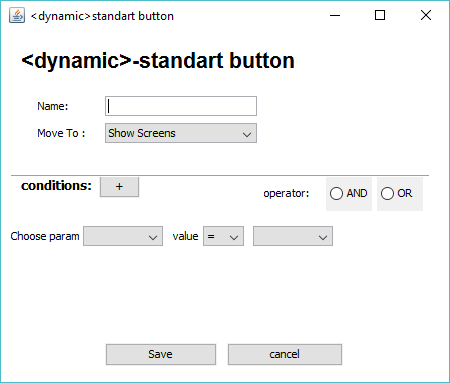 <dynamic>standart button
<dynamic>-standart button
Name:
Move To : Show Screens
conditions: + operator: AND OR
Choose param value =
Save cancel